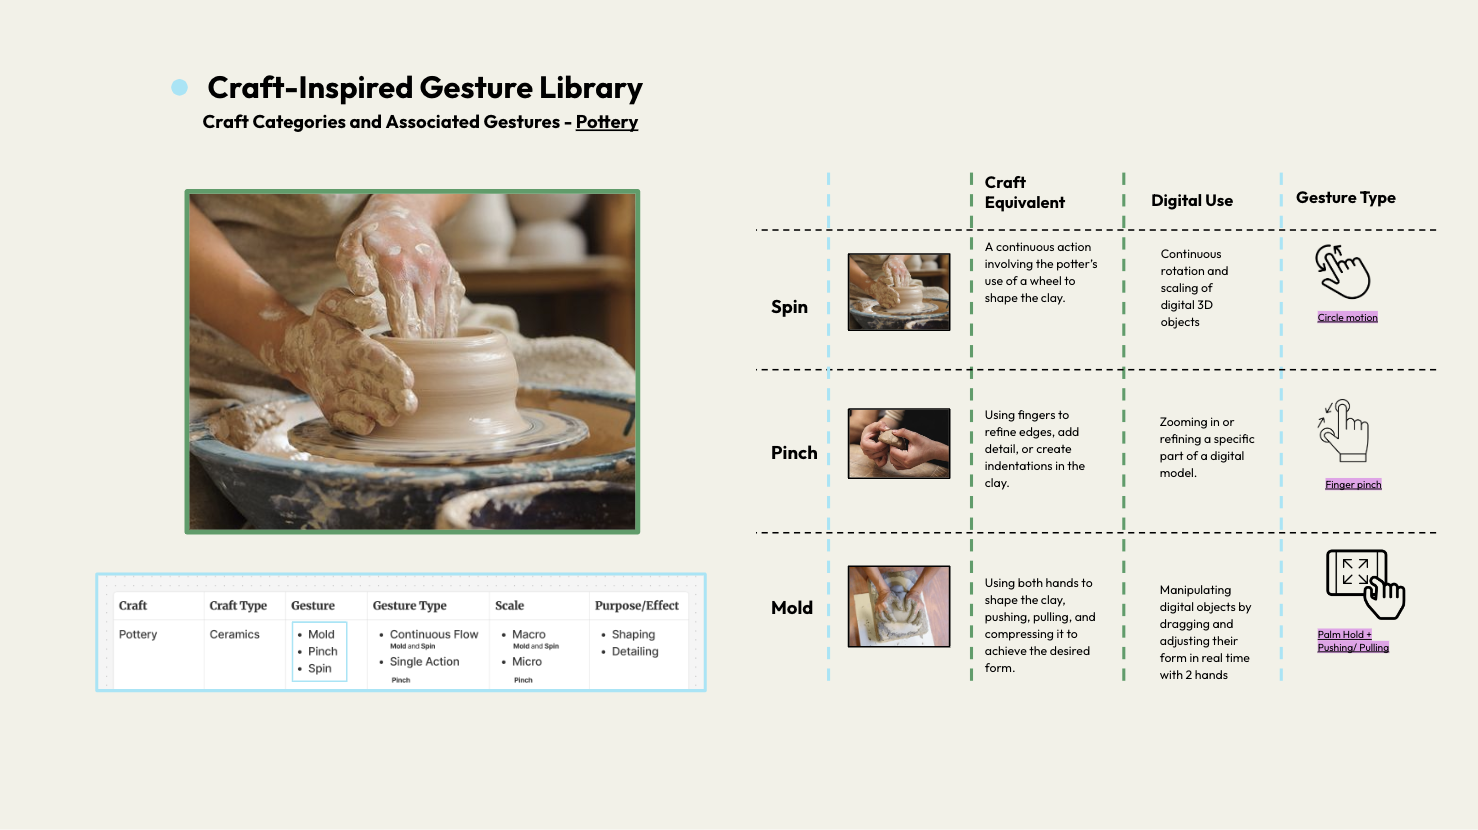 Craft-Inspired Gesture Library
Craft Categories and Associated Gestures - Pottery
Craft
Equivalent
Digital Use
Gesture Type
Spin
A continuous action
involving the potter's
use of a wheel to
shape the clay.
Continuous
rotation and
scaling of
digital 3D
objects
Circle motion
Pinch
Using fingers to
refine edges, add
detail, or create
indentations in the
clay.
Zooming in or
refining a specific
part of a digital
model.
Finger pinch
Mold
Using both hands to
shape the clay,
pushing, pulling, and
compressing it to
achieve the desired
form.
Manipulating
digital objects by
dragging and
adjusting their
form in real time
with 2 hands
Palm Hold +
Pushing/ Pulling
Craft Craft Type Gesture Gesture Type Scale Purpose/Effect
Pottery Ceramics • Mold • Continuous Flow • Macro • Shaping
Mold and Spin Mold and Spin
• Pinch • Single Action • Micro • Detailing
• Spin
Pinch Pinch